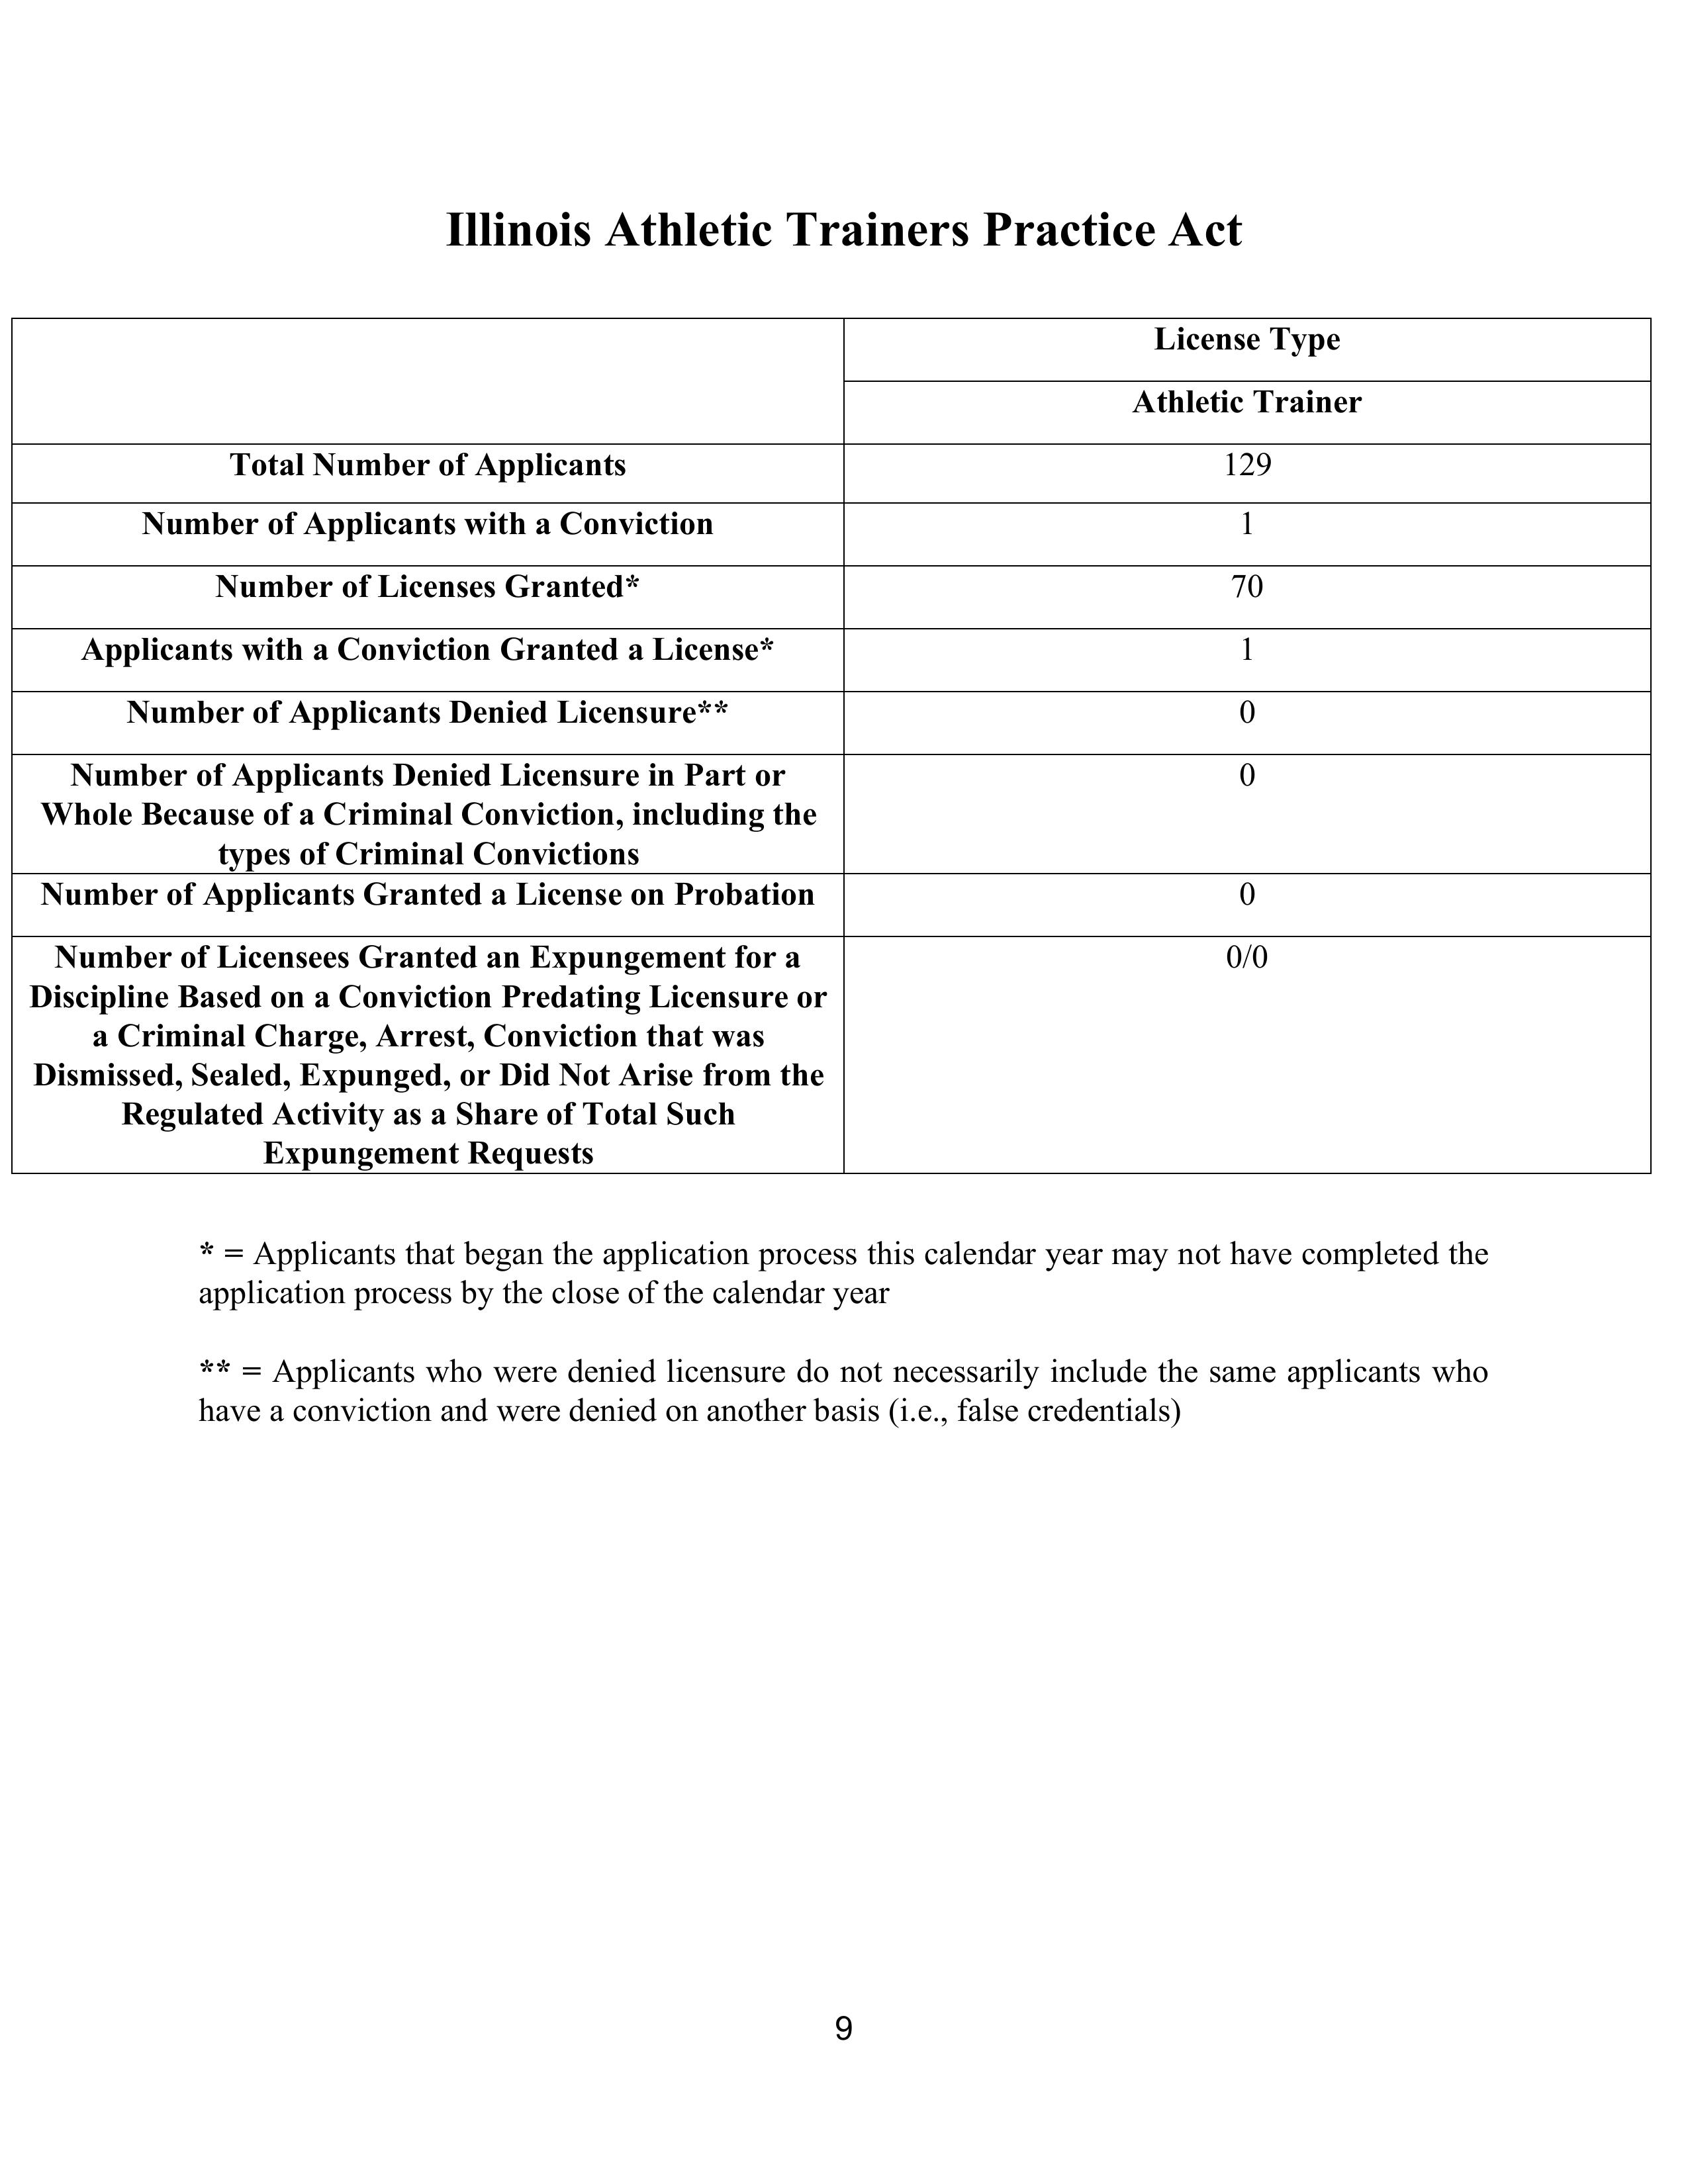 Illinois Athletic Trainers Practice Act
License Type
Athletic Trainer
Total Number of Applicants
129
Number of Applicants with a Conviction
1
Number of Licenses Granted*
70
Applicants with a Conviction Granted a License*
1
Number of Applicants Denied Licensure**
0
Number of Applicants Denied Licensure in Part or
Whole Because of a Criminal Conviction, including the
types of Criminal Convictions
0
Number of Applicants Granted a License on Probation
0
Number of Licensees Granted an Expungement for a
Discipline Based on a Conviction Predating Licensure or
a Criminal Charge, Arrest, Conviction that was
Dismissed, Sealed, Expunged, or Did Not Arise from the
Regulated Activity as a Share of Total Such
Expungement Requests
0/0
* = Applicants that began the application process this calendar year may not have completed the
application process by the close of the calendar year
** = Applicants who were denied licensure do not necessarily include the same applicants who
have a conviction and were denied on another basis (i.e., false credentials)
9